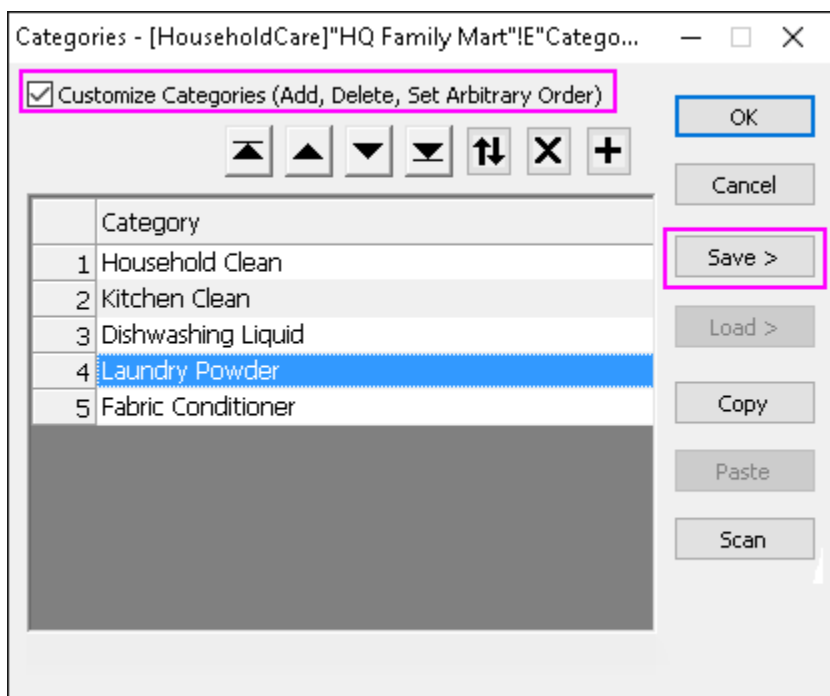 Categories - [HouseholdCare]"HQ Family Mart"!E"Catego...
Customize Categories (Add, Delete, Set Arbitrary Order)
OK
Cancel
Save >
Load >
Copy
Paste
Scan
Category
1 Household Clean
2 Kitchen Clean
3 Dishwashing Liquid
4 Laundry Powder
5 Fabric Conditioner